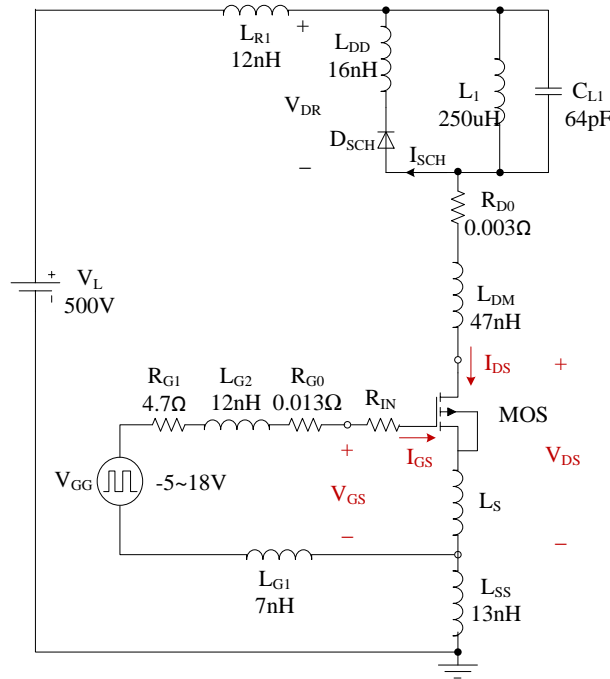 L_R1
12nH
+
V_DR
−
L_DD
16nH
D_SCH
I_SCH
L_1
250uH
C_L1
64pF
R_D0
0.003Ω
L_DM
47nH
+
−
V_L
500V
R_G1
4.7Ω
L_G2
12nH
R_G0
0.013Ω
R_IN
I_GS
I_DS
MOS
+
V_DS
−
V_GG
-5~18V
+
V_GS
−
L_S
L_G1
7nH
L_SS
13nH